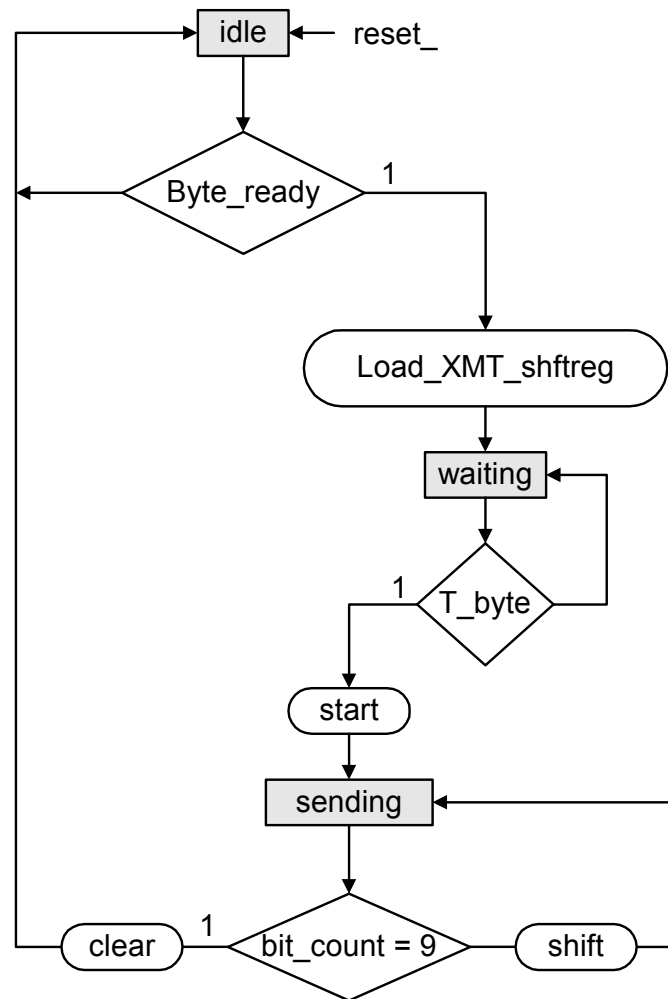 idle
reset_
Byte_ready
1
Load_XMT_shftreg
waiting
1
T_byte
start
sending
clear
1
bit_count = 9
shift